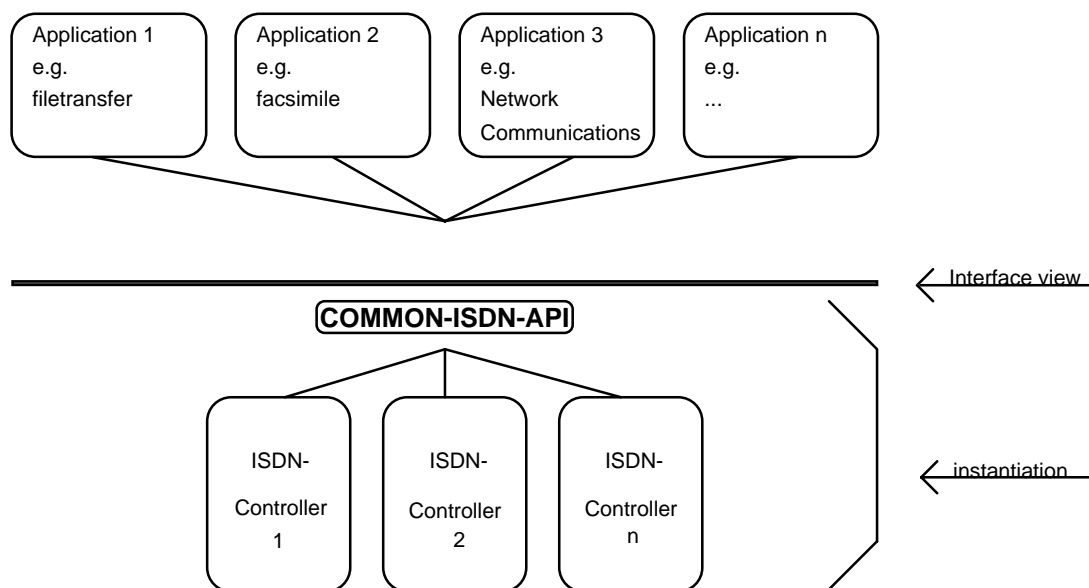 Application 1
e.g.
filetransfer
Application 2
e.g.
facsimile
Application 3
e.g.
Network
Communications
Application n
e.g.
...
Interface view
COMMON-ISDN-API
ISDN-
Controller
1
ISDN-
Controller
2
ISDN-
Controller
n
instantiation